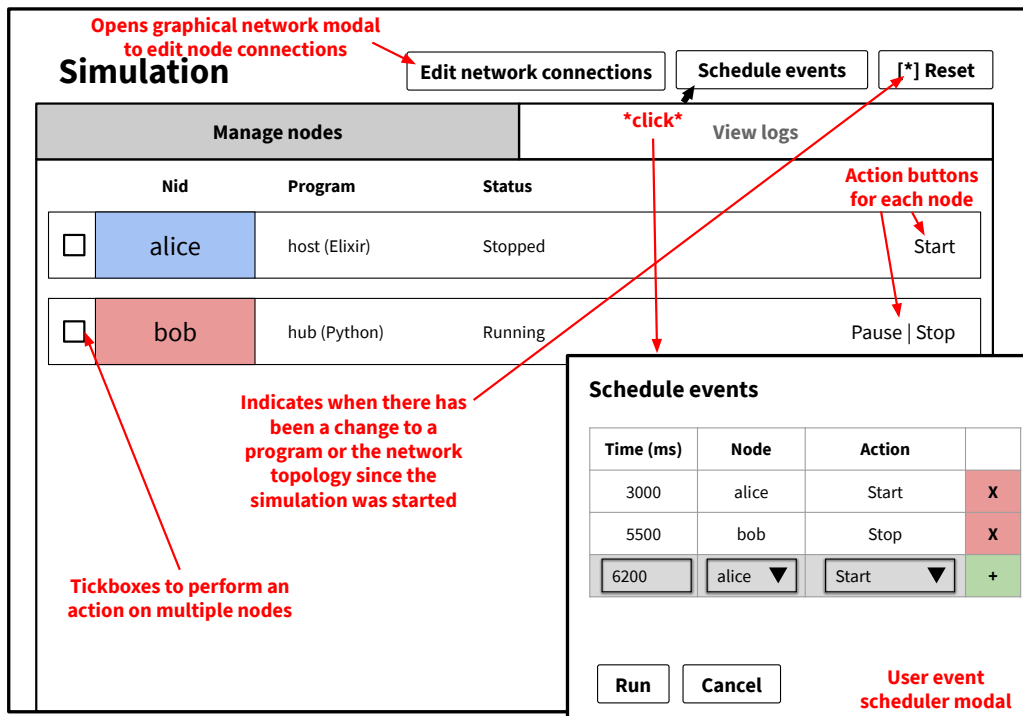 Opens graphical network modal
to edit node connections
Simulation
Edit network connections
Schedule events
[*] Reset
*click*
Manage nodes
View logs
Nid Program Status
Action buttons
for each node
alice host (Elixir) Stopped Start
bob hub (Python) Running Pause | Stop
Indicates when there has
been a change to a
program or the network
topology since the
simulation was started
Tickboxes to perform an
action on multiple nodes
Schedule events
Time (ms) Node Action
3000 alice Start X
5500 bob Stop X
6200 alice Start +
Run Cancel
User event
scheduler modal